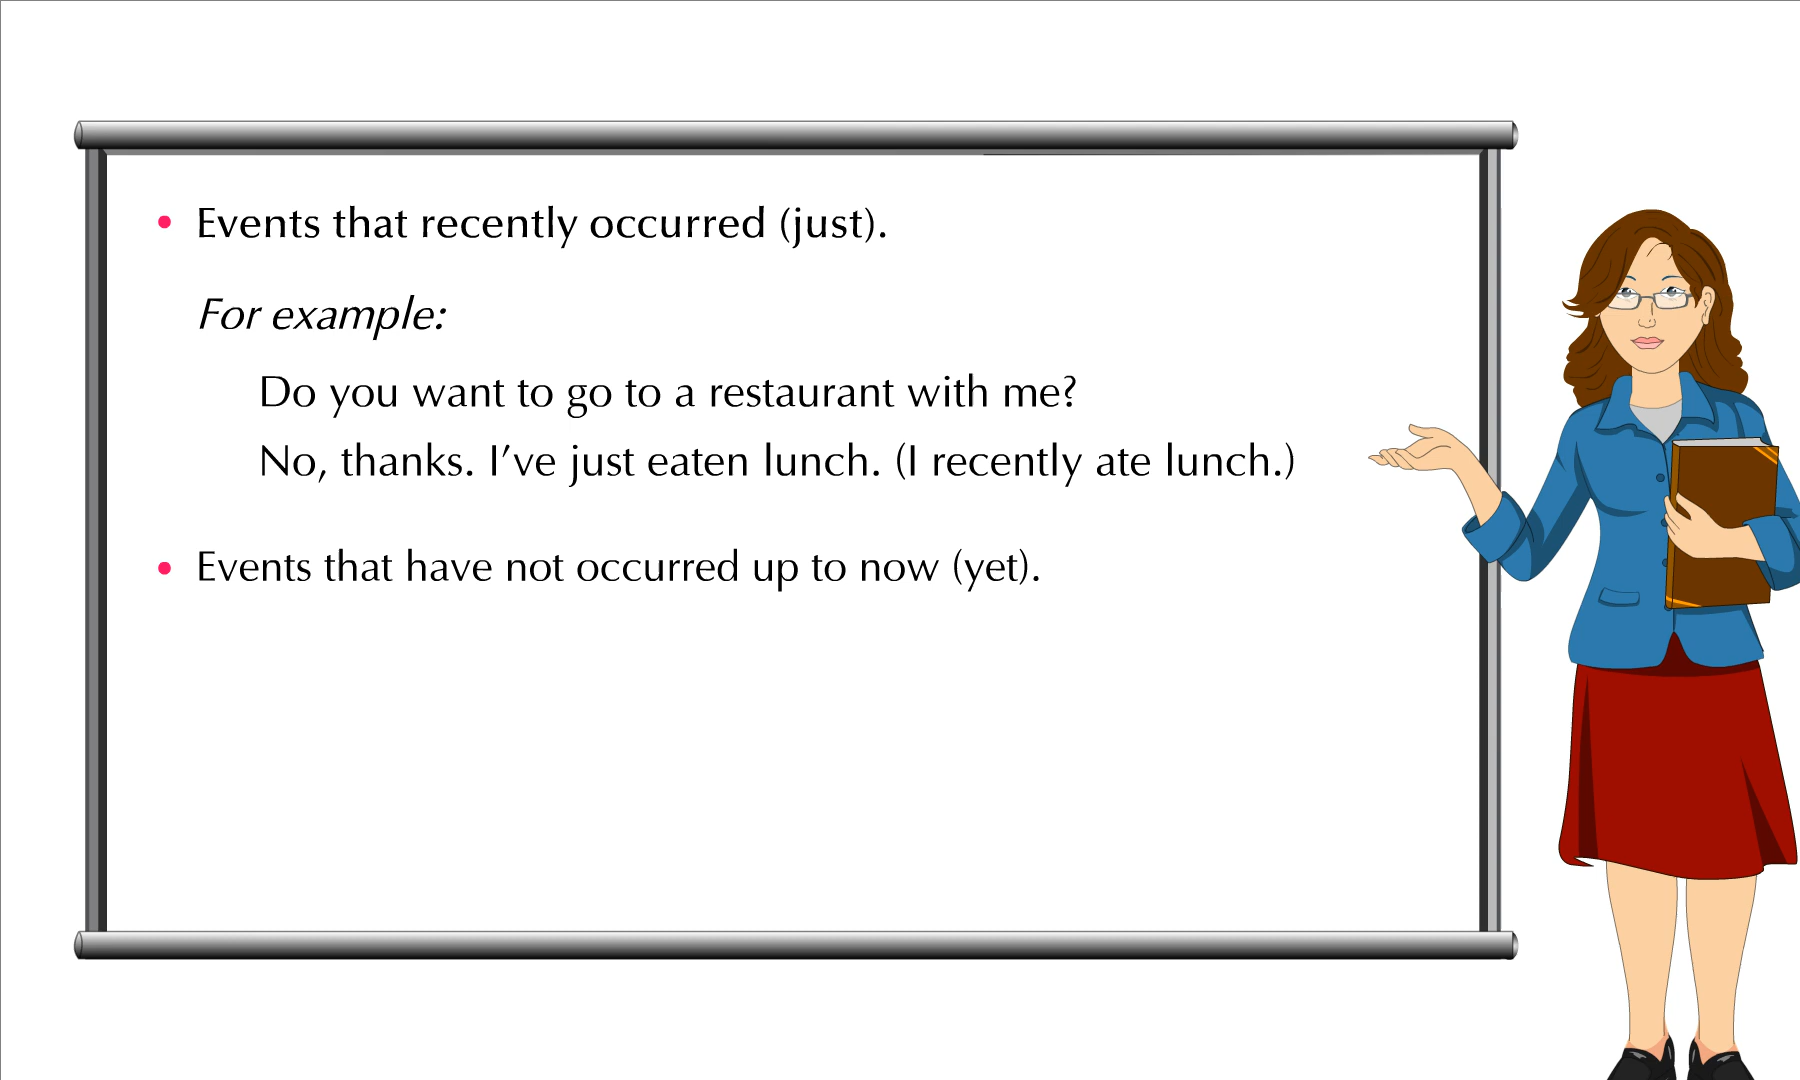 • Events that recently occurred (just).
For example:
Do you want to go to a restaurant with me?
No, thanks. I’ve just eaten lunch. (I recently ate lunch.)
• Events that have not occurred up to now (yet).